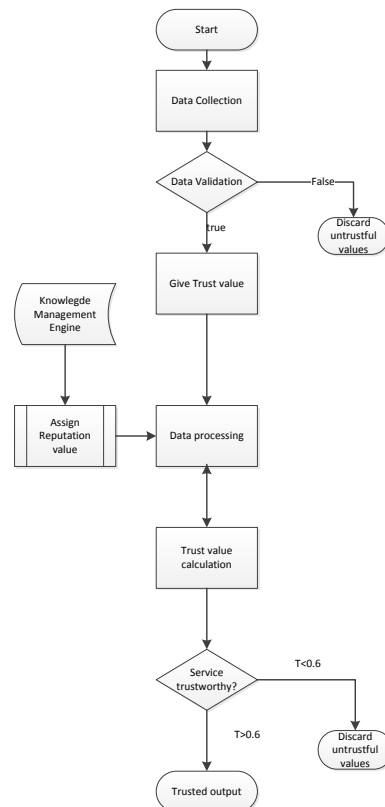 Start
Data Collection
Data Validation
False
Discard
untrustful
values
true
Give Trust value
Knowlegde
Management
Engine
Assign
Reputation
value
Data processing
Trust value
calculation
Service
trustworthy?
T<0.6
Discard
untrustful
values
T>0.6
Trusted output